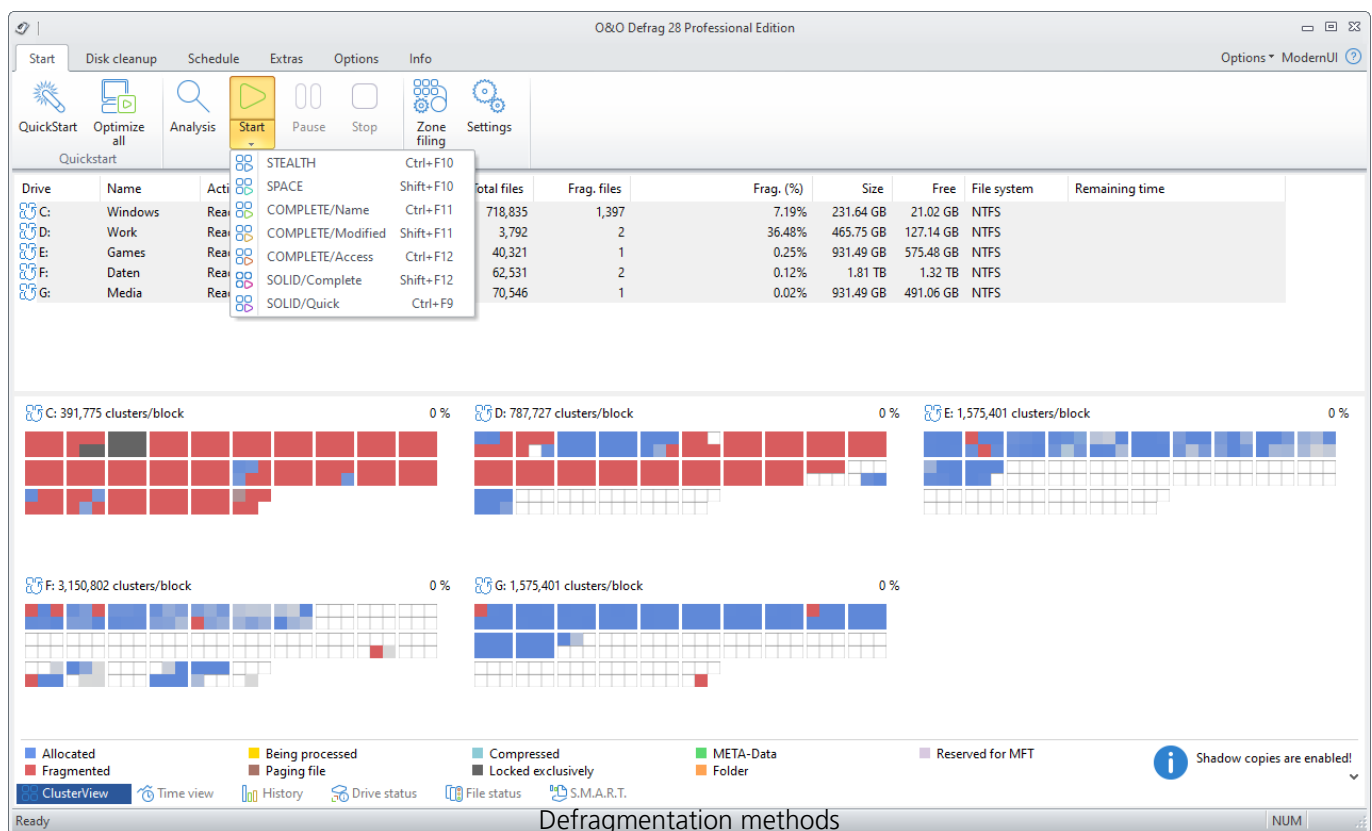 O&O Defrag 28 Professional Edition
Start Disk cleanup Schedule Extras Options Info Options ModernUI ?
QuickStart Optimize all Analysis Start Pause Stop Zone filing Settings
Quickstart
STEALTH Ctrl+F10
SPACE Shift+F10
COMPLETE/Name Ctrl+F11
COMPLETE/Modified Shift+F11
COMPLETE/Access Ctrl+F12
SOLID/Complete Shift+F12
SOLID/Quick Ctrl+F9
Drive Name Acti otal files Frag. files Frag. (%) Size Free File system Remaining time
C: Windows Rea 718,835 1,397 7.19% 231.64 GB 21.02 GB NTFS
D: Work Rea 3,792 2 36.48% 465.75 GB 127.14 GB NTFS
E: Games Rea 40,321 1 0.25% 931.49 GB 575.48 GB NTFS
F: Daten Rea 62,531 2 0.12% 1.81 TB 1.32 TB NTFS
G: Media Rea 70,546 1 0.02% 931.49 GB 491.06 GB NTFS
C: 391,775 clusters/block 0 % D: 787,727 clusters/block 0 % E: 1,575,401 clusters/block 0 %
F: 3,150,802 clusters/block 0 % G: 1,575,401 clusters/block 0 %
Allocated Being processed Compressed META-Data Reserved for MFT
Fragmented Paging file Locked exclusively Folder
i Shadow copies are enabled!
ClusterView Time view History Drive status File status S.M.A.R.T.
Ready NUM
Defragmentation methods